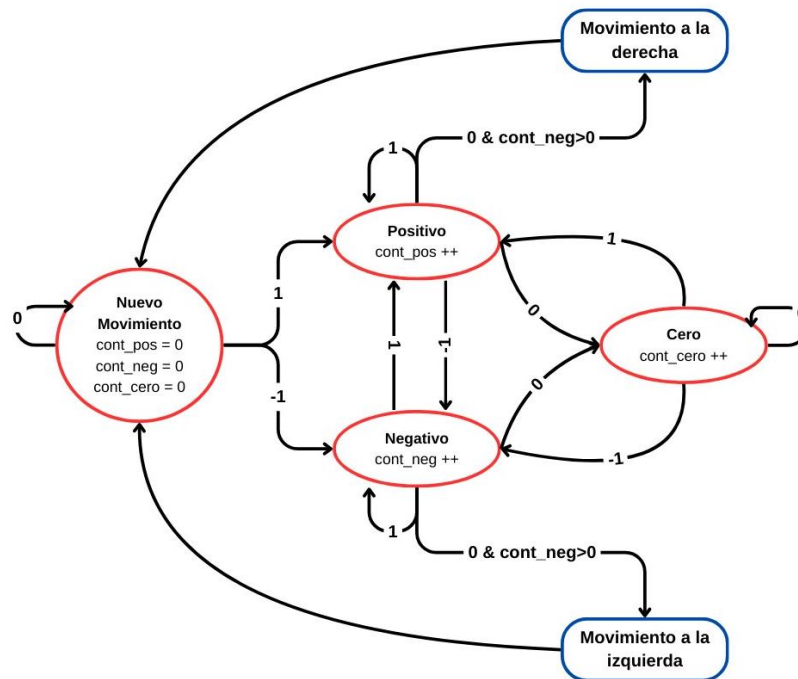 Movimiento a la
derecha
0 & cont_neg>0
1
Positivo
cont_pos ++
1
1
0
Nuevo
Movimiento
cont_pos = 0
cont_neg = 0
cont_cero = 0
0
Cero
cont_cero ++
1
-1
0
-1
Negativo
cont_neg ++
-1
1
0 & cont_neg>0
Movimiento a la
izquierda